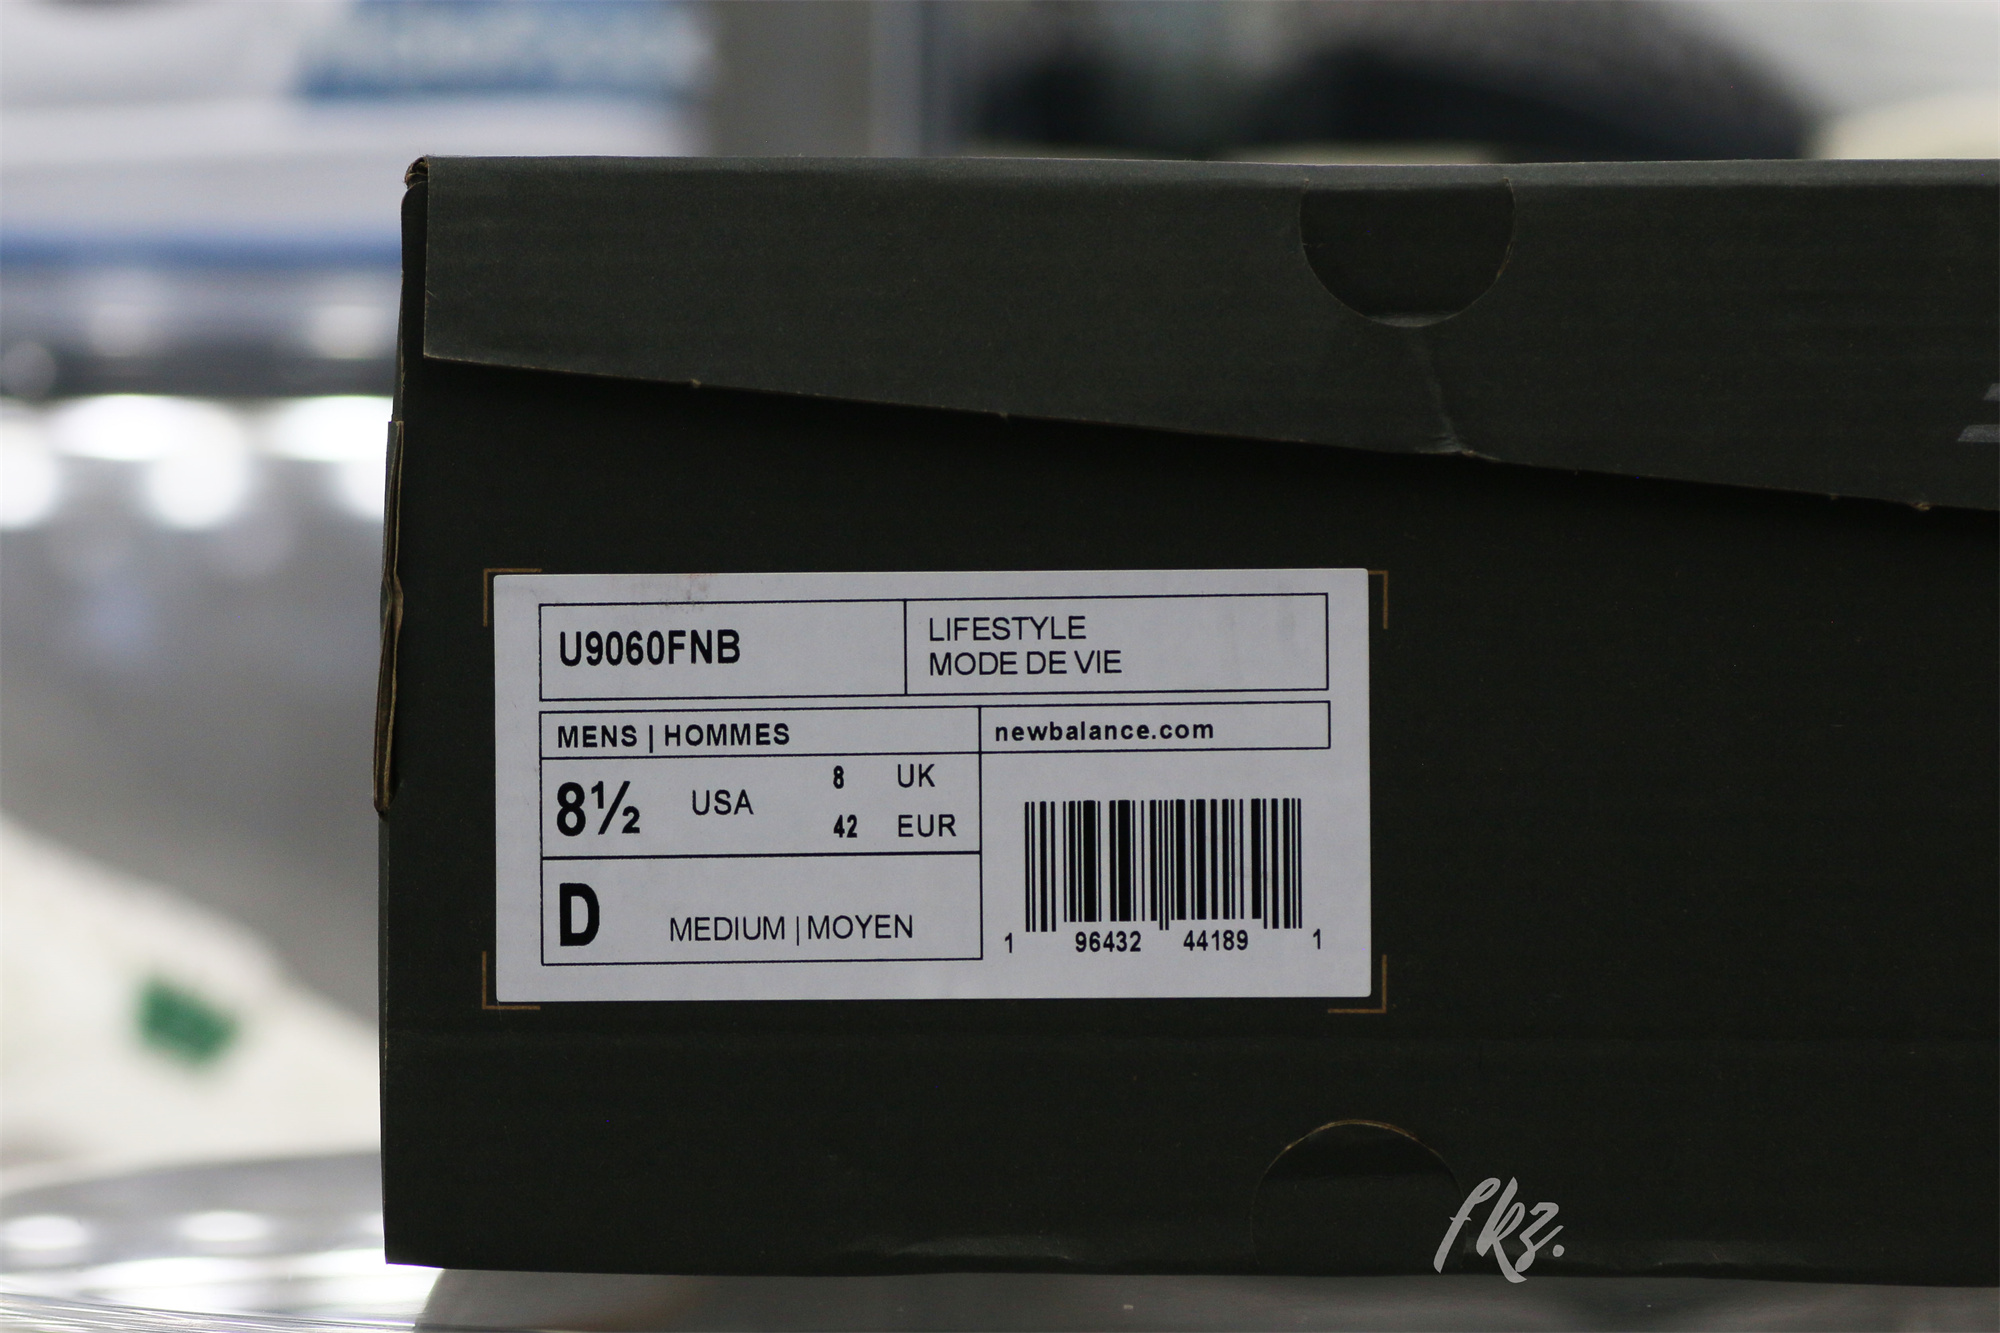 U9060FNB
LIFESTYLE
MODE DE VIE
MENS | HOMMES
newbalance.com
8½ USA
8 UK
42 EUR
D MEDIUM | MOYEN
1 96432 44189 1
fkz.